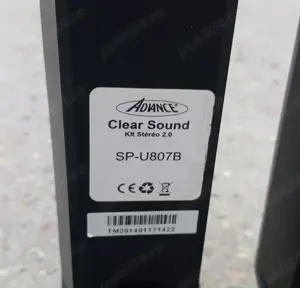 ADVANCE
Clear Sound
Kit Stéréo 2.0
SP-U807B
TM201401171422